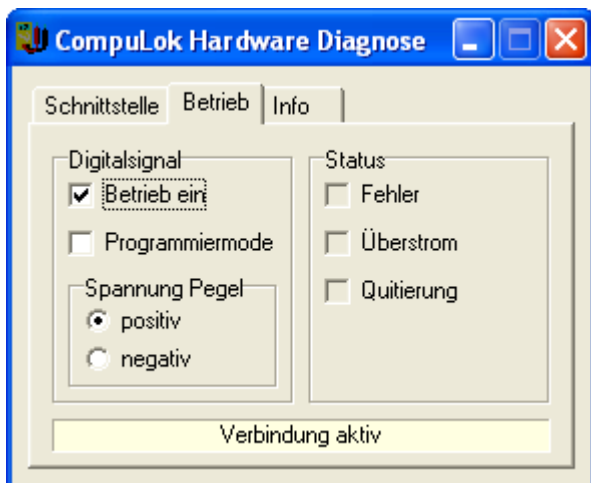 CompuLok Hardware Diagnose
Schnittstelle Betrieb Info
Digitalsignal
Betrieb ein
Programmiermode
Spannung Pegel
positiv
negativ
Status
Fehler
Überstrom
Quitierung
Verbindung aktiv